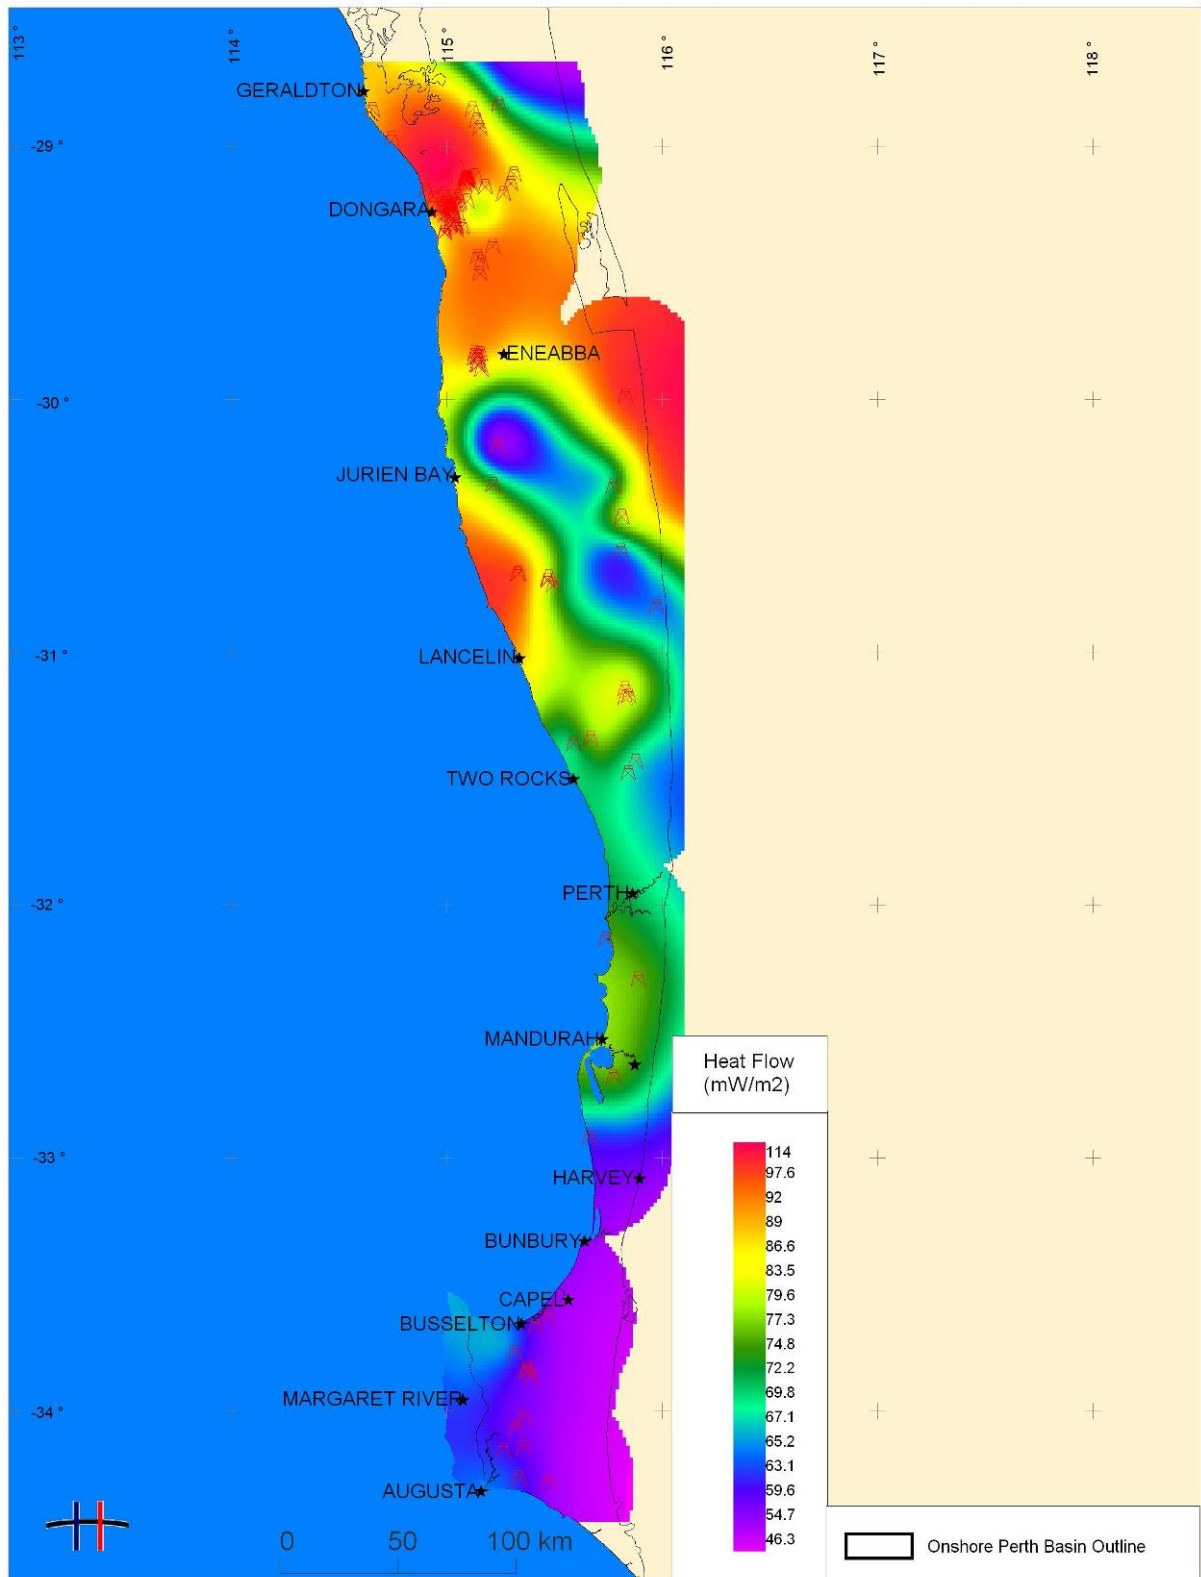 113 °
114 °
115 °
116 °
117 °
118 °
GERALDTON
-29 °
DONGARA
ENEABBA
-30 °
JURIEN BAY
-31 °
LANCELIN
TWO ROCKS
PERTH
-32 °
MANDURAH
Heat Flow
(mW/m2)
114
97.6
92
89
86.6
83.5
79.6
77.3
74.8
72.2
69.8
67.1
65.2
63.1
59.6
54.7
46.3
-33 °
HARVEY
BUNBURY
CAPEL
BUSSELTON
MARGARET RIVER
-34 °
AUGUSTA
0 50 100 km
Onshore Perth Basin Outline